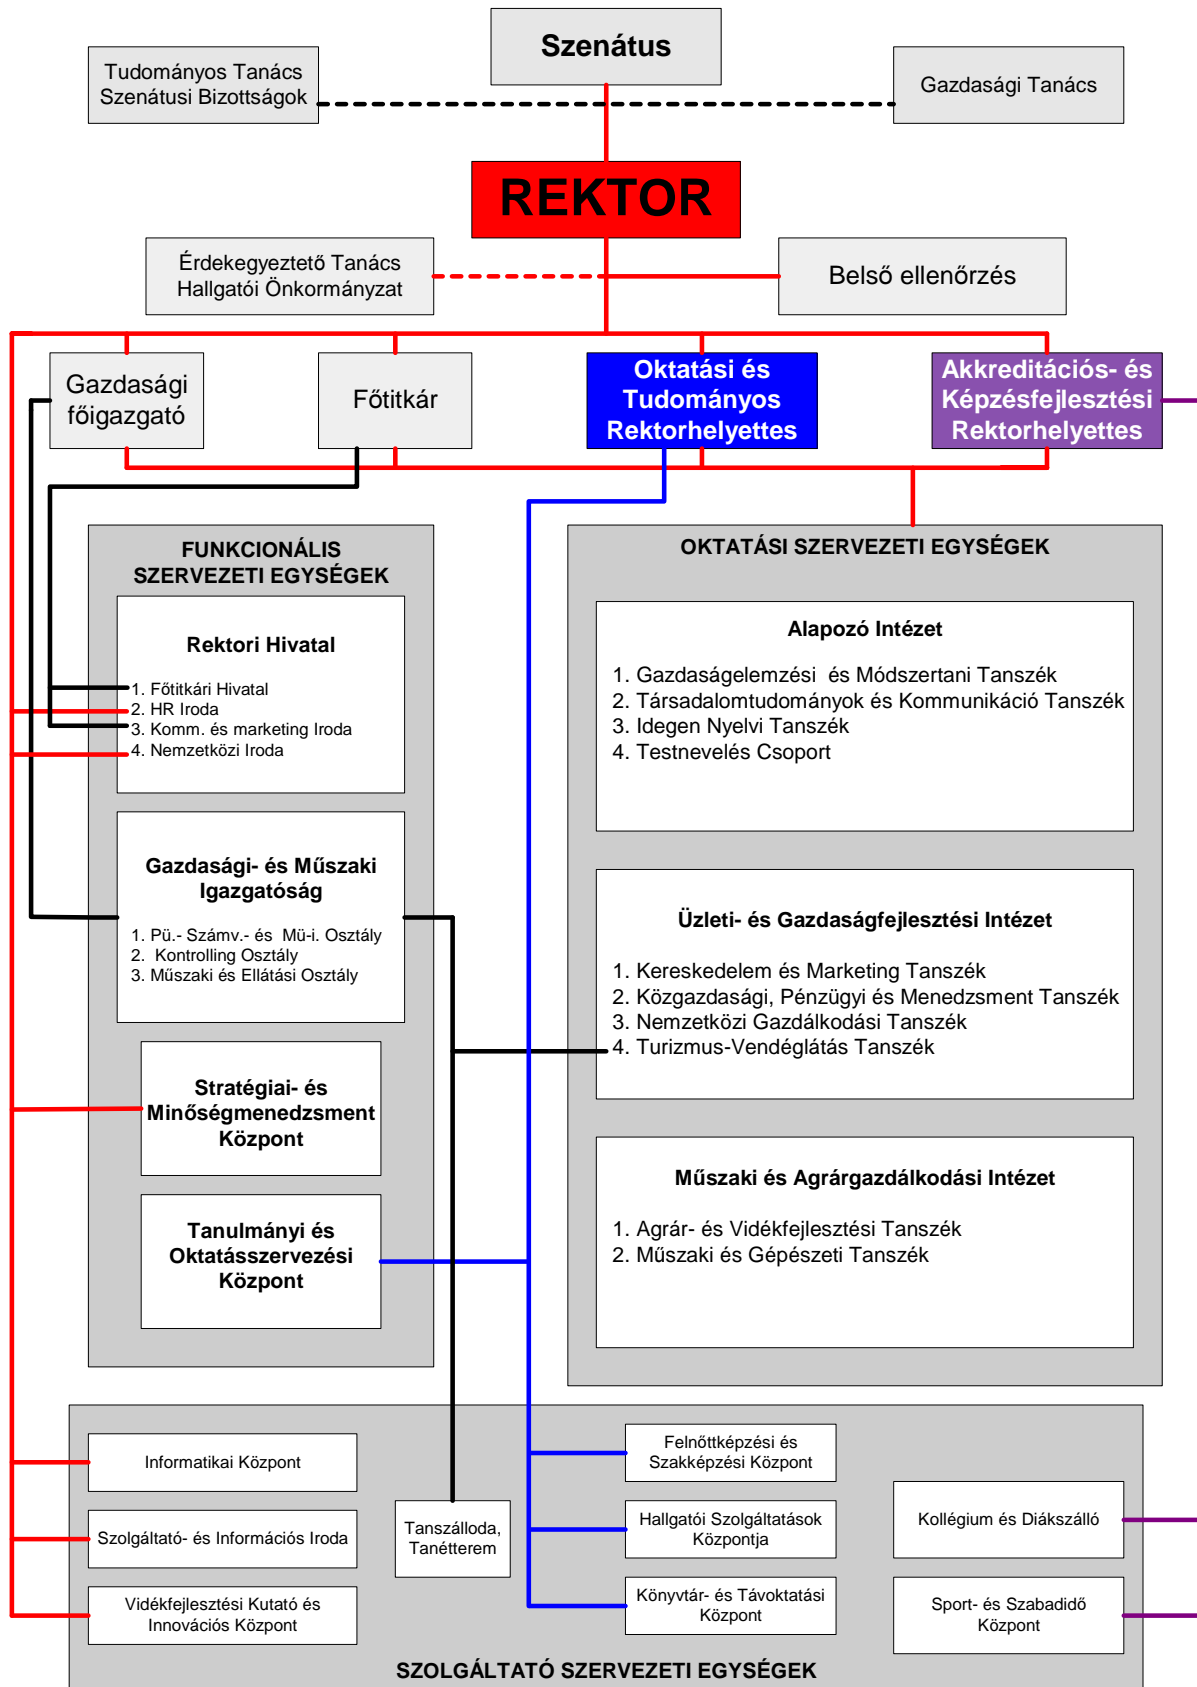 Szenátus
Tudományos Tanács
Szenátusi Bizottságok
Gazdasági Tanács
REKTOR
Érdekegyeztető Tanács
Hallgatói Önkormányzat
Belső ellenőrzés
Gazdasági
főigazgató
Főtitkár
Oktatási és
Tudományos
Rektorhelyettes
Akkreditációs- és
Képzésfejlesztési
Rektorhelyettes
FUNKCIONÁLIS
SZERVEZETI EGYSÉGEK
Rektori Hivatal
1. Főtitkári Hivatal
2. HR Iroda
3. Komm. és marketing Iroda
4. Nemzetközi Iroda
Gazdasági- és Műszaki
Igazgatóság
1. Pü.- Számv.- és Mü-i. Osztály
2. Kontrolling Osztály
3. Műszaki és Ellátási Osztály
Stratégiai- és
Minőségmenedzsment
Központ
Tanulmányi és
Oktatásszervezési
Központ
OKTATÁSI SZERVEZETI EGYSÉGEK
Alapozó Intézet
1. Gazdaságelemzési és Módszertani Tanszék
2. Társadalomtudományok és Kommunikáció Tanszék
3. Idegen Nyelvi Tanszék
4. Testnevelés Csoport
Üzleti- és Gazdaságfejlesztési Intézet
1. Kereskedelem és Marketing Tanszék
2. Közgazdasági, Pénzügyi és Menedzsment Tanszék
3. Nemzetközi Gazdálkodási Tanszék
4. Turizmus-Vendéglátás Tanszék
Műszaki és Agrárgazdálkodási Intézet
1. Agrár- és Vidékfejlesztési Tanszék
2. Műszaki és Gépészeti Tanszék
Informatikai Központ
Szolgáltató- és Információs Iroda
Vidékfejlesztési Kutató és
Innovációs Központ
Tanszálloda,
Tanétterem
Felnőttképzési és
Szakképzési Központ
Hallgatói Szolgáltatások
Központja
Könyvtár- és Távoktatási
Központ
Kollégium és Diákszálló
Sport- és Szabadidő
Központ
SZOLGÁLTATÓ SZERVEZETI EGYSÉGEK